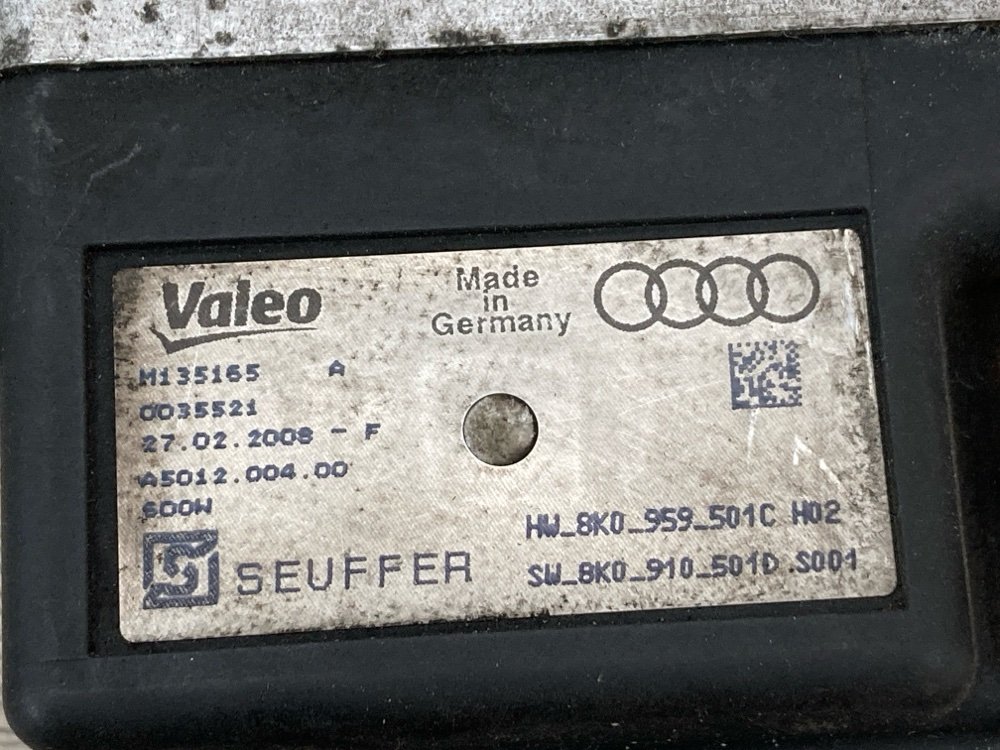 Valeo
Made
in
Germany
M135165 A
0035521
27.02.2008 - F
A5012.004.00
600W
SEUFFER
HW_8K0_959_501C H02
SW_8K0_910_501D S001